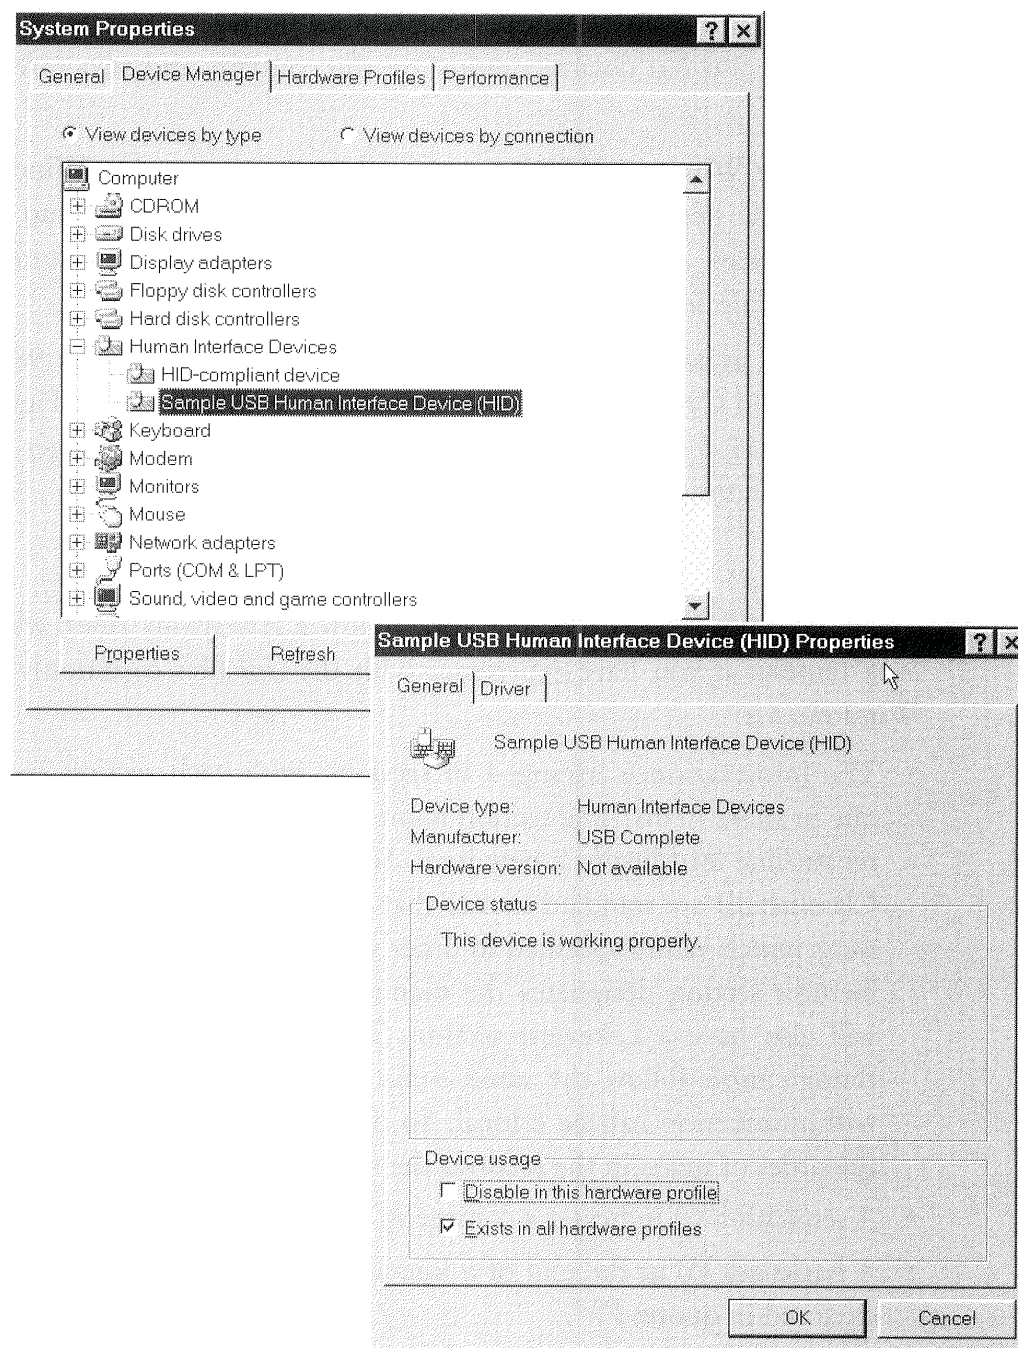 System Properties
General Device Manager Hardware Profiles Performance
View devices by type View devices by connection
Computer
CDROM
Disk drives
Display adapters
Floppy disk controllers
Hard disk controllers
Human Interface Devices
HID-compliant device
Sample USB Human Interface Device (HID)
Keyboard
Modem
Monitors
Mouse
Network adapters
Ports (COM & LPT)
Sound, video and game controllers
Properties Refresh
Sample USB Human Interface Device (HID) Properties
General Driver
Sample USB Human Interface Device (HID)
Device type: Human Interface Devices
Manufacturer: USB Complete
Hardware version: Not available
Device status
This device is working properly.
Device usage
Disable in this hardware profile
Exists in all hardware profiles
OK Cancel